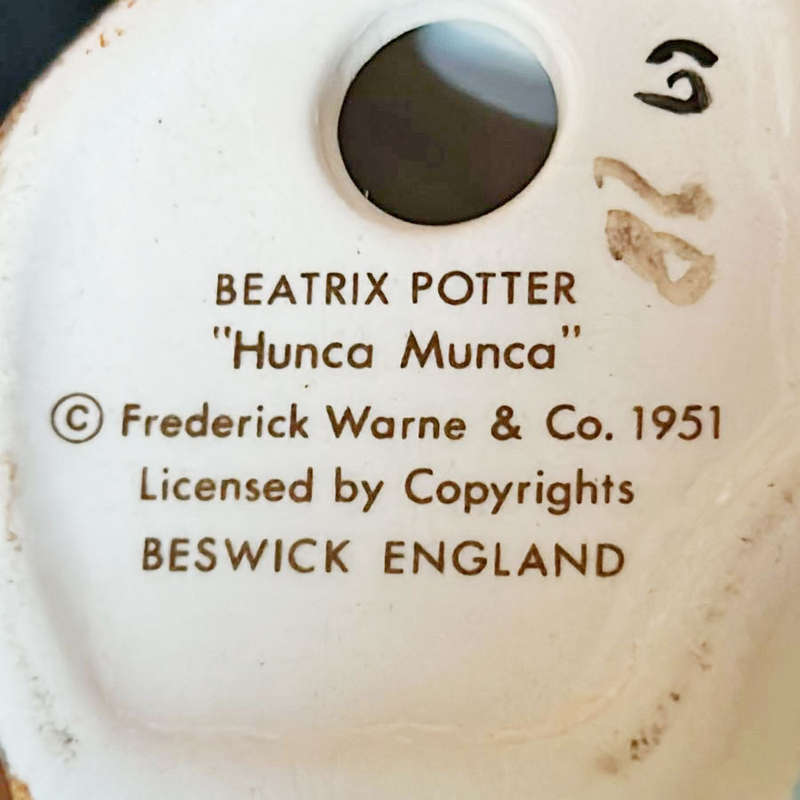 BEATRIX POTTER
"Hunca Munca"
© Frederick Warne & Co. 1951
Licensed by Copyrights
BESWICK ENGLAND